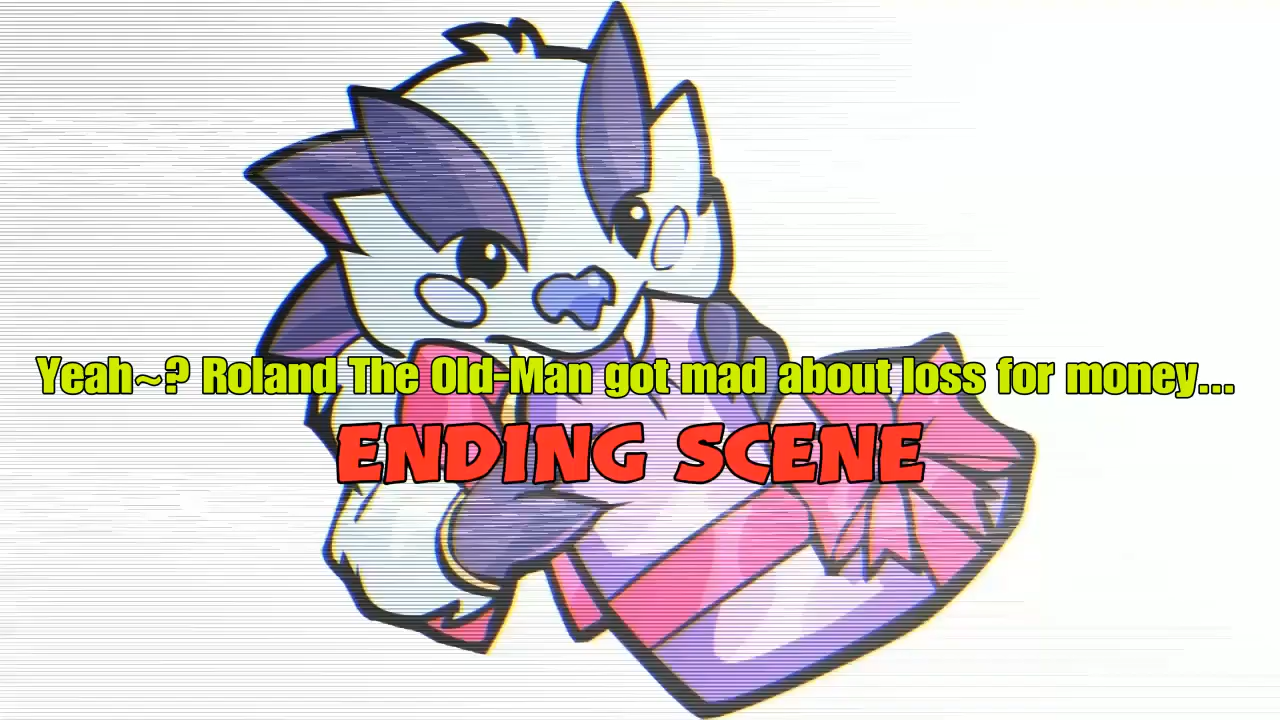 Yeah~? Roland The Old-Man got mad about loss for money...
ENDING SCENE